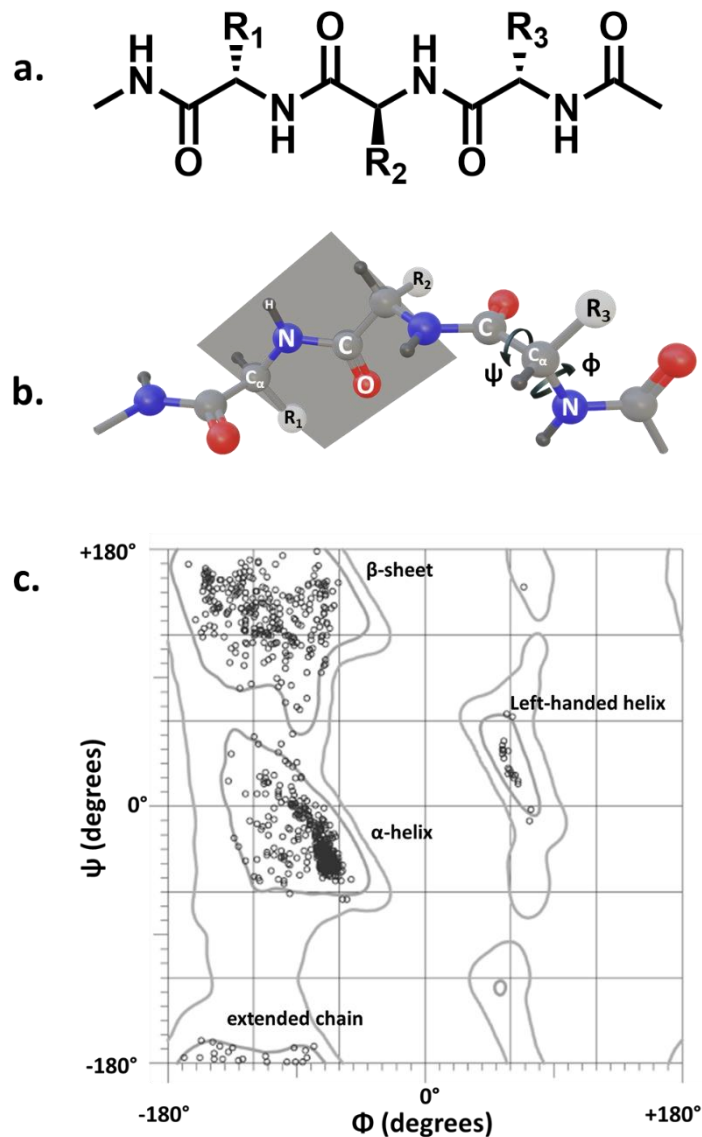 a.
H
N
O
R1
N
H
O
R2
H
N
O
R3
N
H
O
b.
H
N
Cα
R1
C
O
R2
C
Cα
R3
ψ
Φ
N
c.
+180°
β-sheet
Left-handed helix
0°
α-helix
extended chain
-180°
ψ (degrees)
-180°
0°
+180°
Φ (degrees)